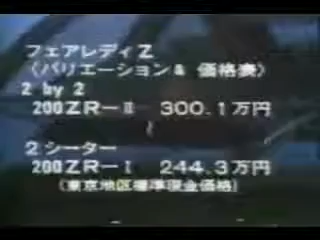 フェアレディZ
〈バリエーション& 価格表〉
2 by 2
200ZR-Ⅱ 300.1万円
〜
2シーター
200ZR-Ⅰ 244.3万円
(東京地区標準現金価格)